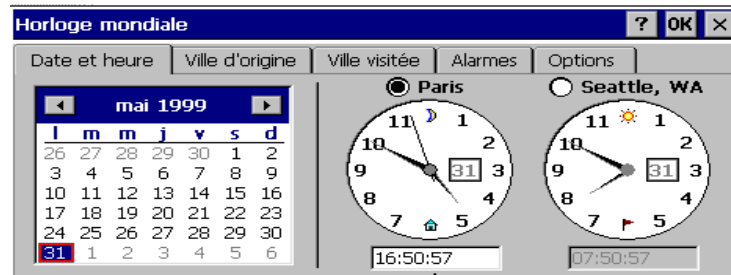 Horloge mondiale ? OK ×
Date et heure Ville d'origine Ville visitée Alarmes Options
mai 1999
l m m j v s d
26 27 28 29 30 1 2
3 4 5 6 7 8 9
10 11 12 13 14 15 16
17 18 19 20 21 22 23
24 25 26 27 28 29 30
31 1 2 3 4 5 6
Paris
11 1
10 2
9 31 3
8 4
7 5
16:50:57
Seattle, WA
11 1
10 2
9 31 3
8 4
7 5
07:50:57